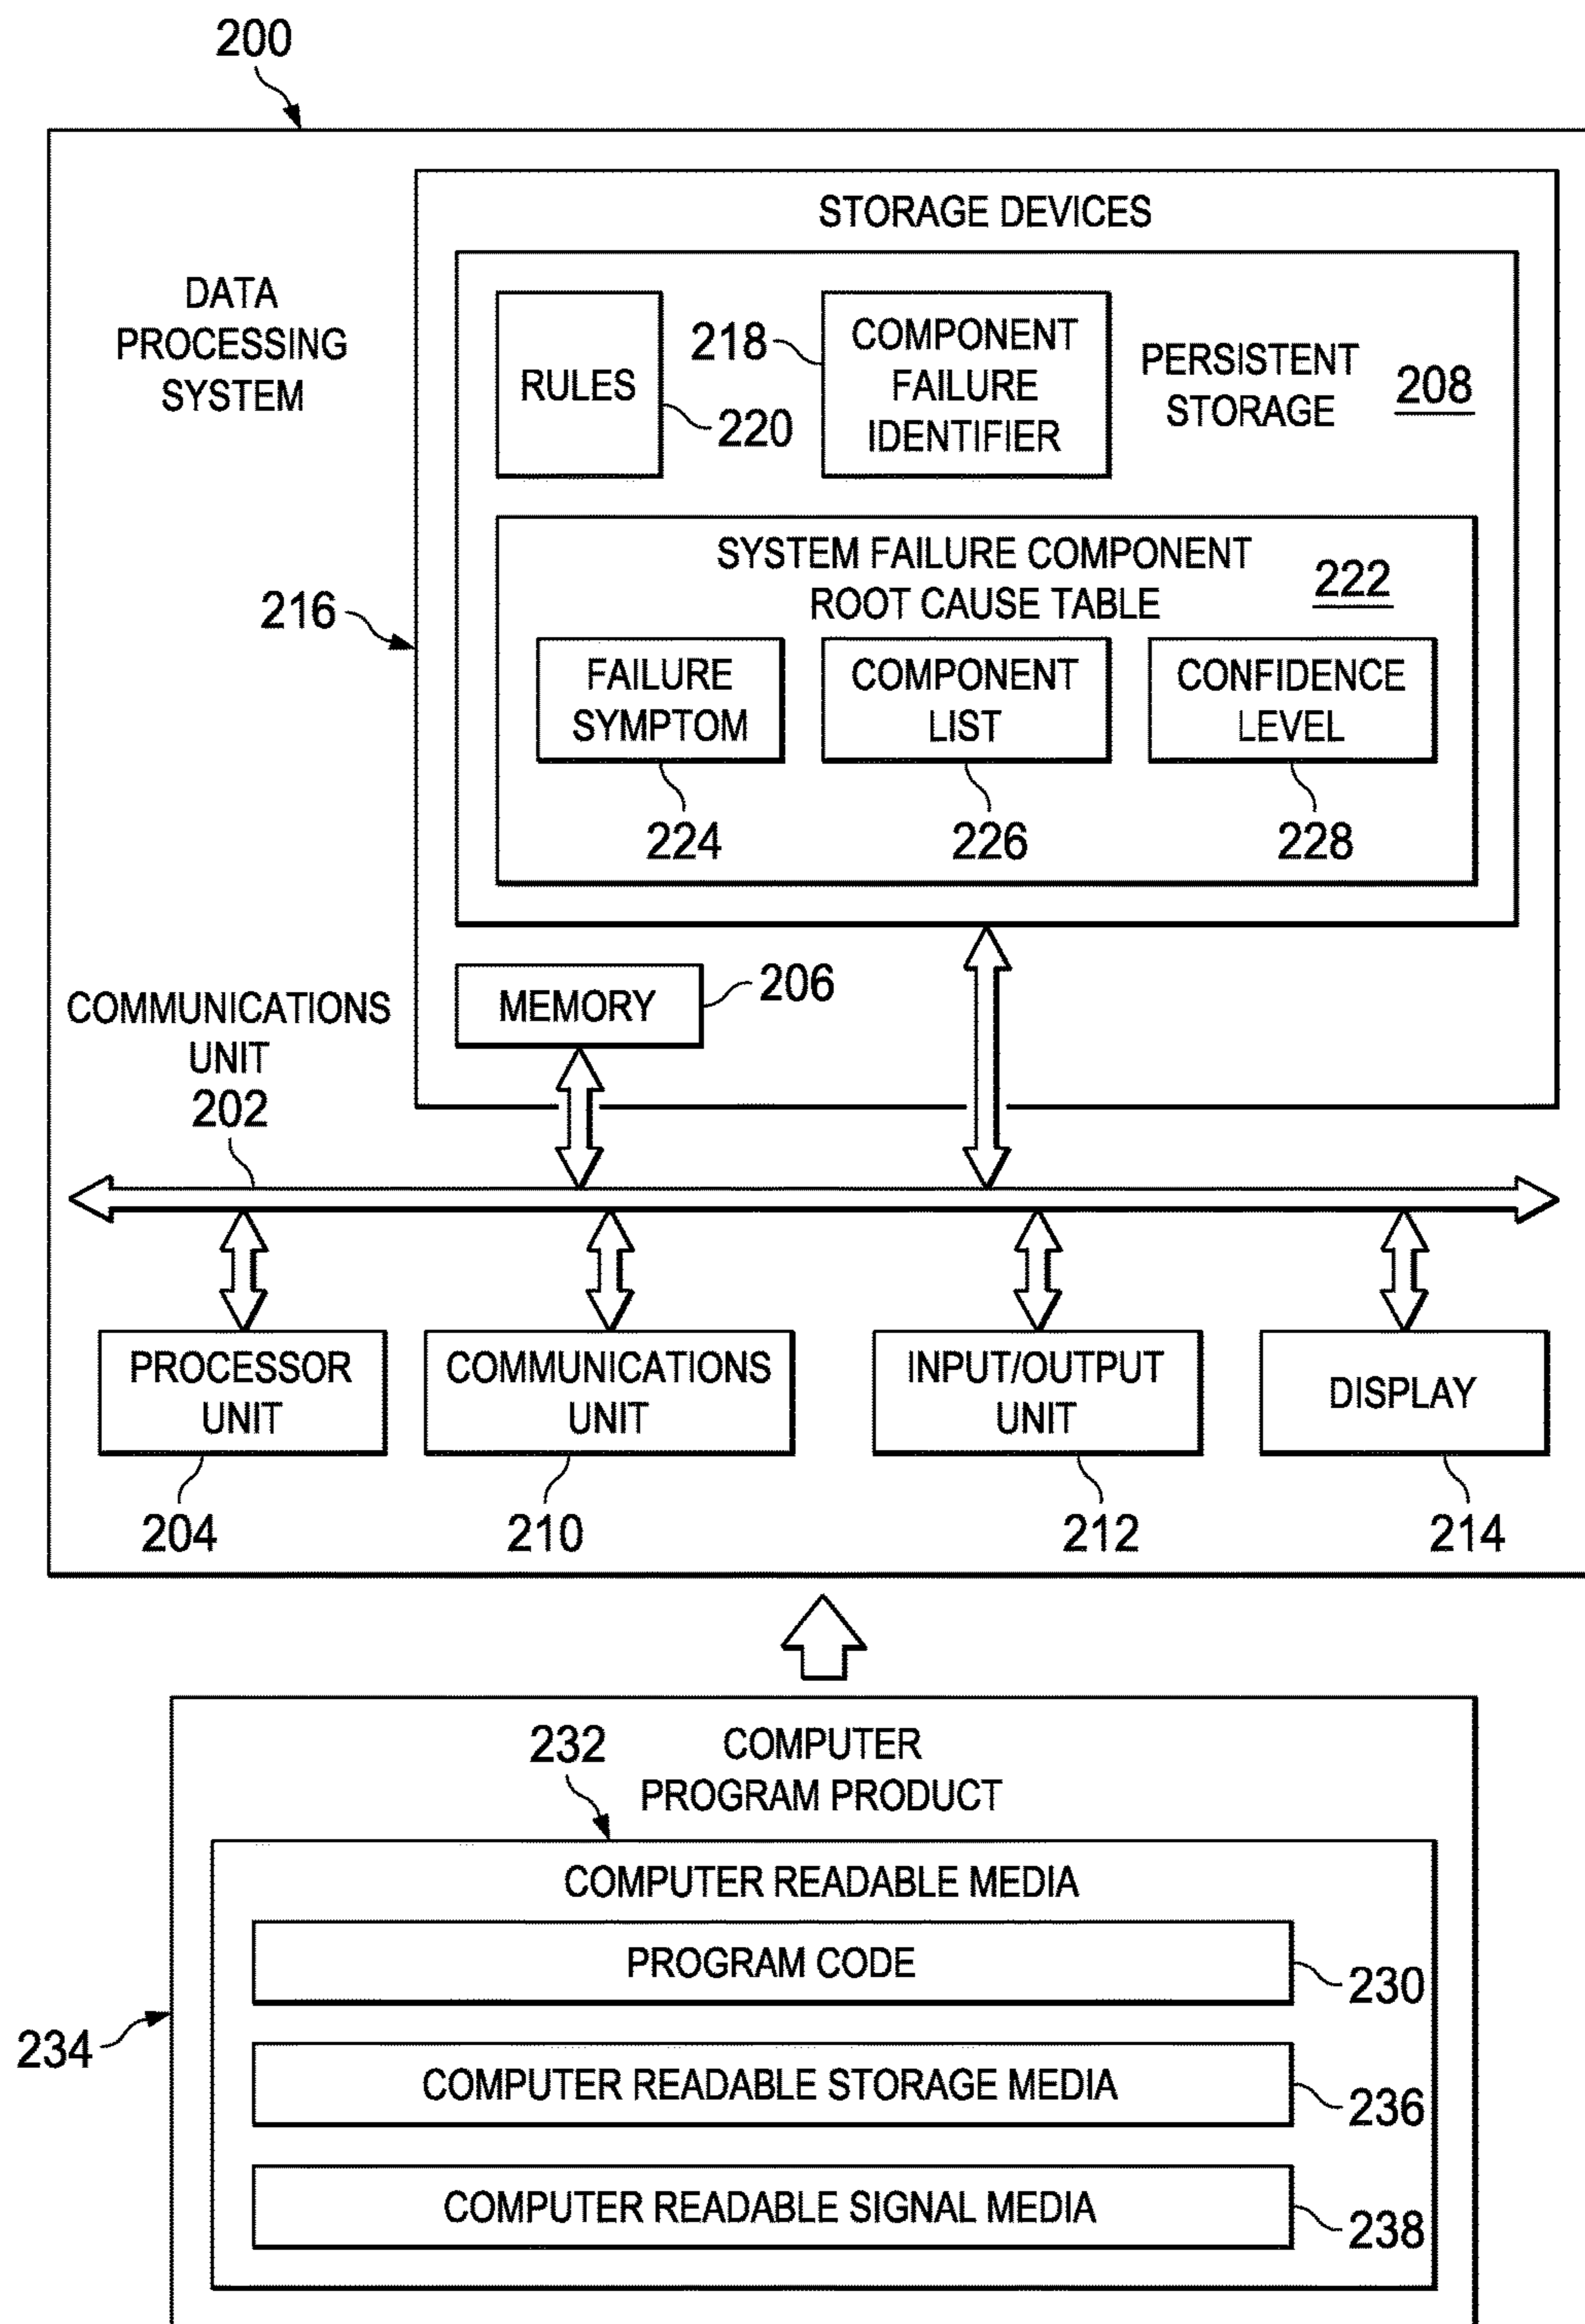 200
STORAGE DEVICES
DATA
PROCESSING
SYSTEM
RULES
220
218
COMPONENT
FAILURE
IDENTIFIER
PERSISTENT
STORAGE
208
SYSTEM FAILURE COMPONENT
ROOT CAUSE TABLE
222
216
FAILURE
SYMPTOM
COMPONENT
LIST
CONFIDENCE
LEVEL
224
226
228
MEMORY
206
COMMUNICATIONS
UNIT
202
PROCESSOR
UNIT
COMMUNICATIONS
UNIT
INPUT/OUTPUT
UNIT
DISPLAY
204
210
212
214
232
COMPUTER
PROGRAM PRODUCT
COMPUTER READABLE MEDIA
PROGRAM CODE
230
234
COMPUTER READABLE STORAGE MEDIA
236
COMPUTER READABLE SIGNAL MEDIA
238